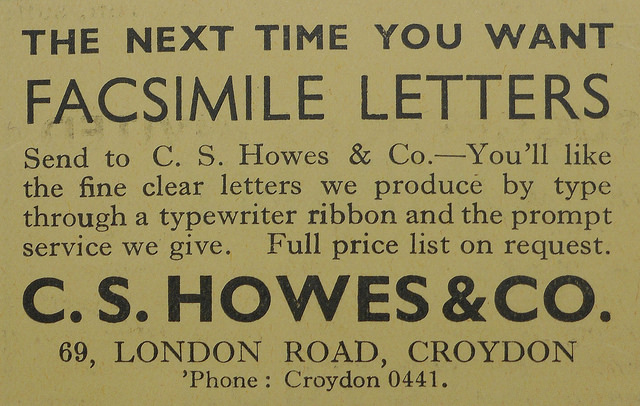 THE NEXT TIME YOU WANT
FACSIMILE LETTERS
Send to C. S. Howes & Co.—You'll like
the fine clear letters we produce by type
through a typewriter ribbon and the prompt
service we give. Full price list on request.
C. S. HOWES & CO.
69, LONDON ROAD, CROYDON
'Phone : Croydon 0441.